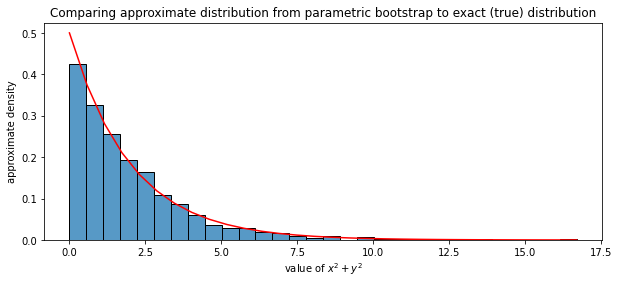 Comparing approximate distribution from parametric bootstrap to exact (true) distribution
approximate density
0.5
0.4
0.3
0.2
0.1
0.0
0.0 2.5 5.0 7.5 10.0 12.5 15.0 17.5
value of x² + y²